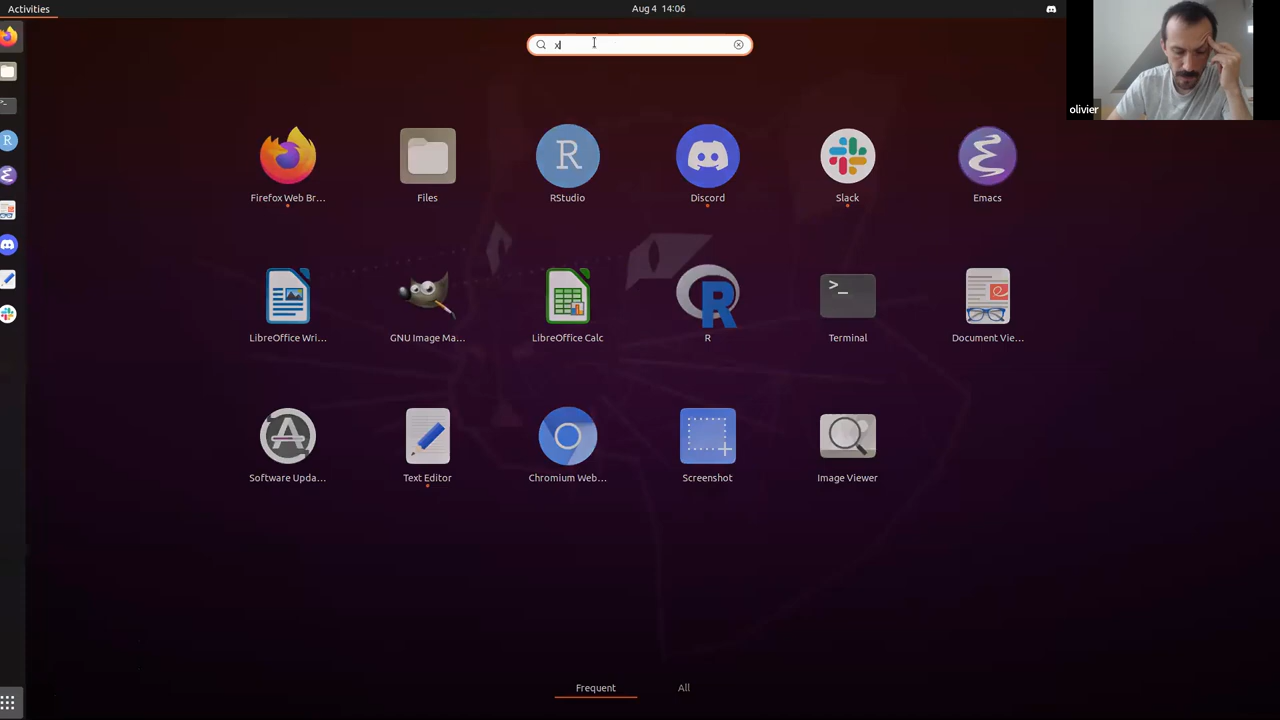 Activities
Aug 4 14:06
x
olivier
Firefox Web Br...
Files
RStudio
Discord
Slack
Emacs
LibreOffice Wri...
GNU Image Ma...
LibreOffice Calc
R
Terminal
Document Vie...
Software Upda...
Text Editor
Chromium Web...
Screenshot
Image Viewer
Frequent
All